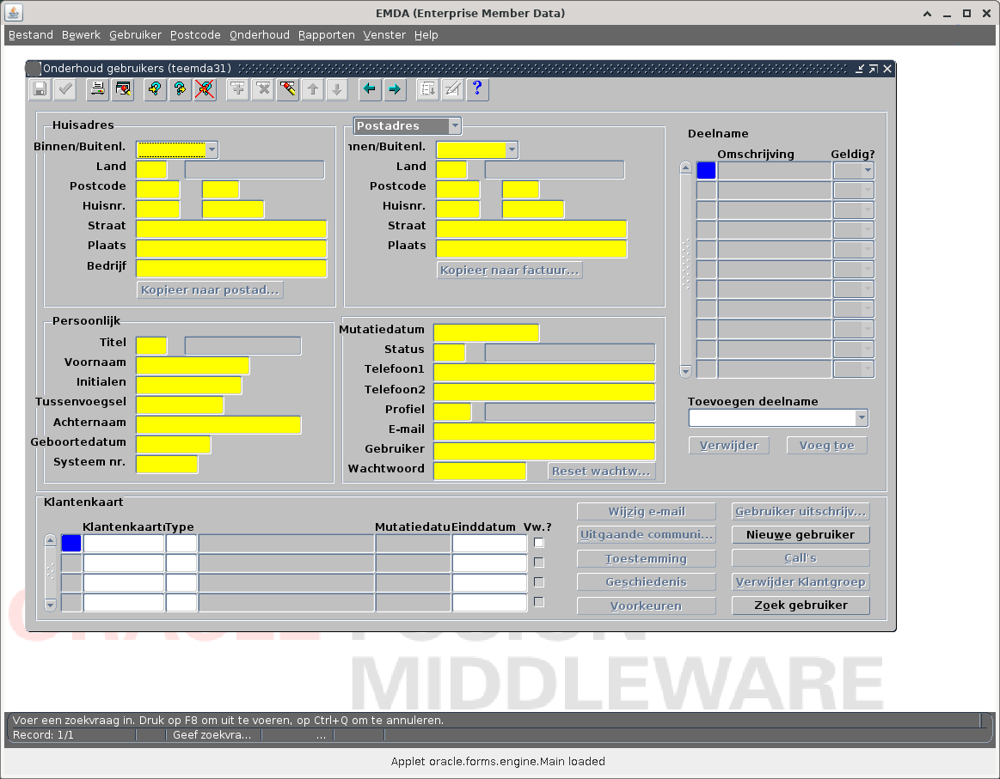 EMDA (Enterprise Member Data)
Bestand Bewerk Gebruiker Postcode Onderhoud Rapporten Venster Help
Onderhoud gebruikers (teemda31)
Huisadres
Binnen/Buitenl.
Land
Postcode
Huisnr.
Straat
Plaats
Bedrijf
Kopieer naar postad...
Postadres
nnen/Buitenl.
Land
Postcode
Huisnr.
Straat
Plaats
Kopieer naar factuur...
Deelname
Omschrijving Geldig?
Toevoegen deelname
Verwijder Voeg toe
Persoonlijk
Titel
Voornaam
Initialen
Tussenvoegsel
Achternaam
Geboortedatum
Systeem nr.
Mutatiedatum
Status
Telefoon1
Telefoon2
Profiel
E-mail
Gebruiker
Wachtwoord Reset wachtw...
Klantenkaart
Klantenkaartı Type Mutatiedatu Einddatum Vw.?
Wijzig e-mail Gebruiker uitschrijv...
Uitgaande communi... Nieuwe gebruiker
Toestemming Call's
Geschiedenis Verwijder Klantgroep
Voorkeuren Zoek gebruiker
ORACLE FUSION
MIDDLEWARE
Voer een zoekvraag in. Druk op F8 om uit te voeren, op Ctrl+Q om te annuleren.
Record: 1/1 Geef zoekvra... ...
Applet oracle.forms.engine.Main loaded